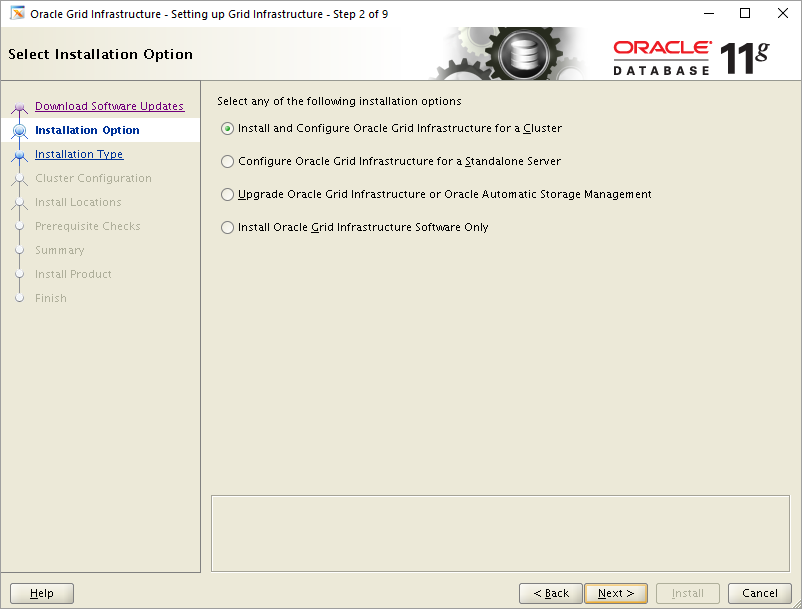 Oracle Grid Infrastructure - Setting up Grid Infrastructure - Step 2 of 9
Select Installation Option
ORACLE
DATABASE 11g
Download Software Updates
Installation Option
Installation Type
Cluster Configuration
Install Locations
Prerequisite Checks
Summary
Install Product
Finish
Select any of the following installation options
Install and Configure Oracle Grid Infrastructure for a Cluster
Configure Oracle Grid Infrastructure for a Standalone Server
Upgrade Oracle Grid Infrastructure or Oracle Automatic Storage Management
Install Oracle Grid Infrastructure Software Only
Help
< Back
Next >
Install
Cancel